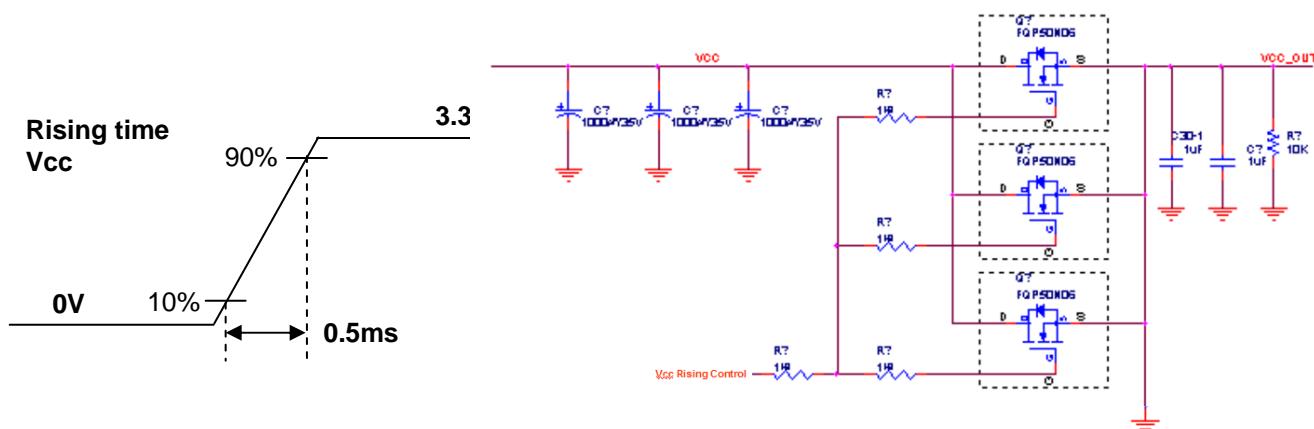 Rising time
Vcc
90%
3.3
0V
10%
0.5ms
VCC
C?
1000uF/35V
C?
1000uF/35V
C?
1000uF/35V
R?
1R
Q?
FQP50N06
D
S
G
VCC_OUT
C30-1
1uF
C?
1uF
R?
10K
R?
1R
Q?
FQP50N06
D
S
G
R?
1R
Vcc Rising Control
R?
1R
Q?
FQP50N06
D
S
G